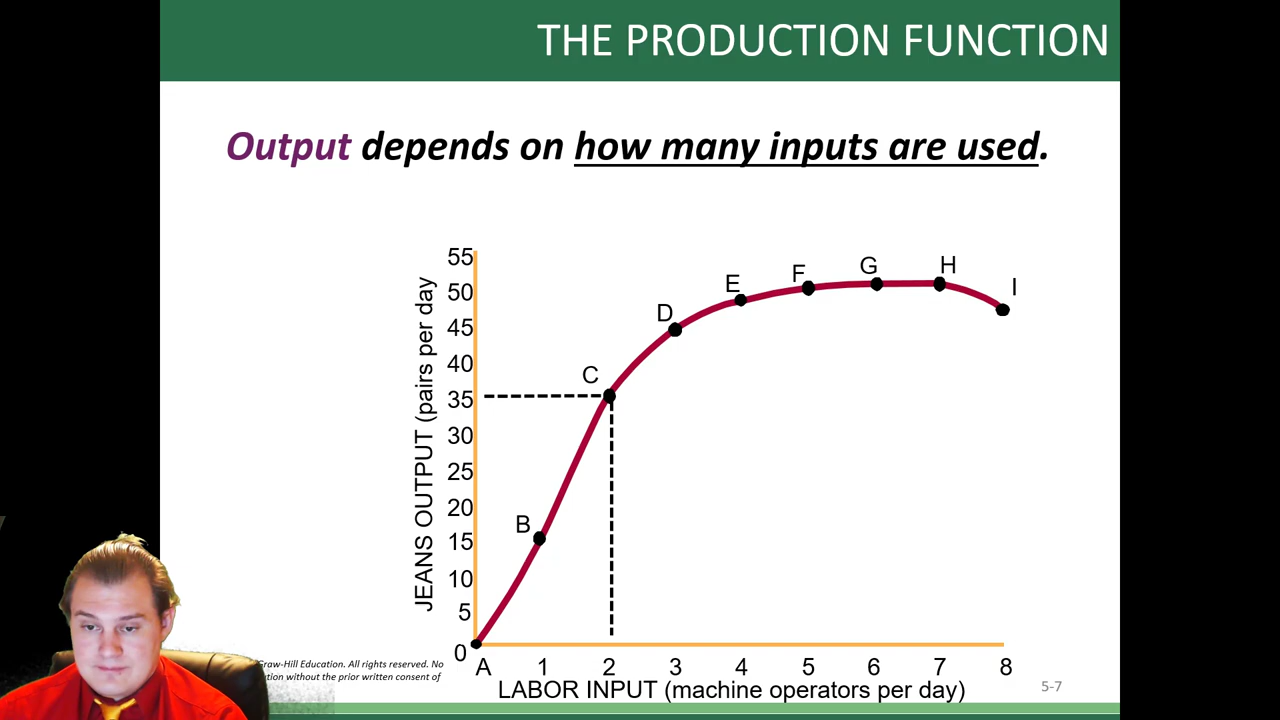 THE PRODUCTION FUNCTION
Output depends on how many inputs are used.
JEANS OUTPUT (pairs per day
55
50
45
40
35
30
25
20
15
10
5
0
A
B
C
D
E
F
G
H
I
1
2
3
4
5
6
7
8
LABOR INPUT (machine operators per day)
Graw-Hill Education. All rights reserved. No
without the prior written consent of
5-7